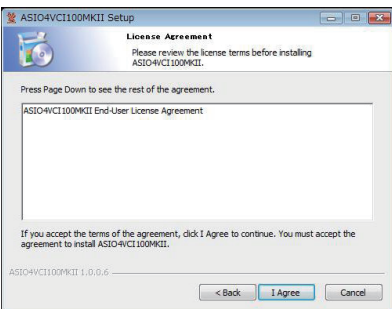 ASIO4VCI100MKII Setup
License Agreement
Please review the license terms before installing
ASIO4VCI100MKII.
Press Page Down to see the rest of the agreement.
ASIO4VCI100MKII End-User License Agreement
If you accept the terms of the agreement, click I Agree to continue. You must accept the
agreement to install ASIO4VCI100MKII.
ASIO4VCI100MKII 1.0.0.6
< Back I Agree Cancel